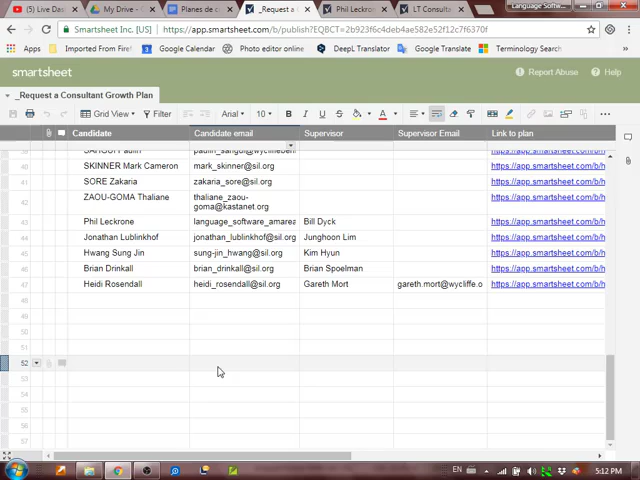 (5) Live Das
My Drive - G
Planes de c
_Request a
Phil Leckron
LT Consulta
Language Softw...
Smartsheet Inc. [US]
https://app.smartsheet.com/b/publish?EQBCT=2b923f6c4db4ae582e52f12c7f6370f
Apps
Imported From Firef
Google Calendar
Photo editor online
Google Translate
Terminology Search
smartsheet
Report Abuse
Help
_Request a Consultant Growth Plan
Grid View
Filter
Arial
10
B
I
U
S
A
Candidate
Candidate email
Supervisor
Supervisor Email
Link to plan
39
https://app.smartsheet.com/b/h
40
SKINNER Mark Cameron
mark_skinner@sil.org
https://app.smartsheet.com/b/h
41
SORE Zakaria
zakaria_sore@sil.org
https://app.smartsheet.com/b/h
42
ZAOU-GOMA Thaliane
thaliane_zaou-
goma@kastanet.org
https://app.smartsheet.com/b/h
43
Phil Leckrone
language_software_amarea
Bill Dyck
https://app.smartsheet.com/b/h
44
Jonathan Lublinkhof
jonathan_lublinkhof@sil.org
Junghoon Lim
https://app.smartsheet.com/b/h
45
Hwang Sung Jin
sung-jin_hwang@sil.org
Kim Hyun
https://app.smartsheet.com/b/h
46
Brian Drinkall
brian_drinkall@sil.org
Brian Spoelman
https://app.smartsheet.com/b/h
47
Heidi Rosendall
heidi_rosendall@sil.org
Gareth Mort
gareth.mort@wycliffe.o
https://app.smartsheet.com/b/h
48
49
50
51
52
53
54
55
56
57
EN
5:12 PM